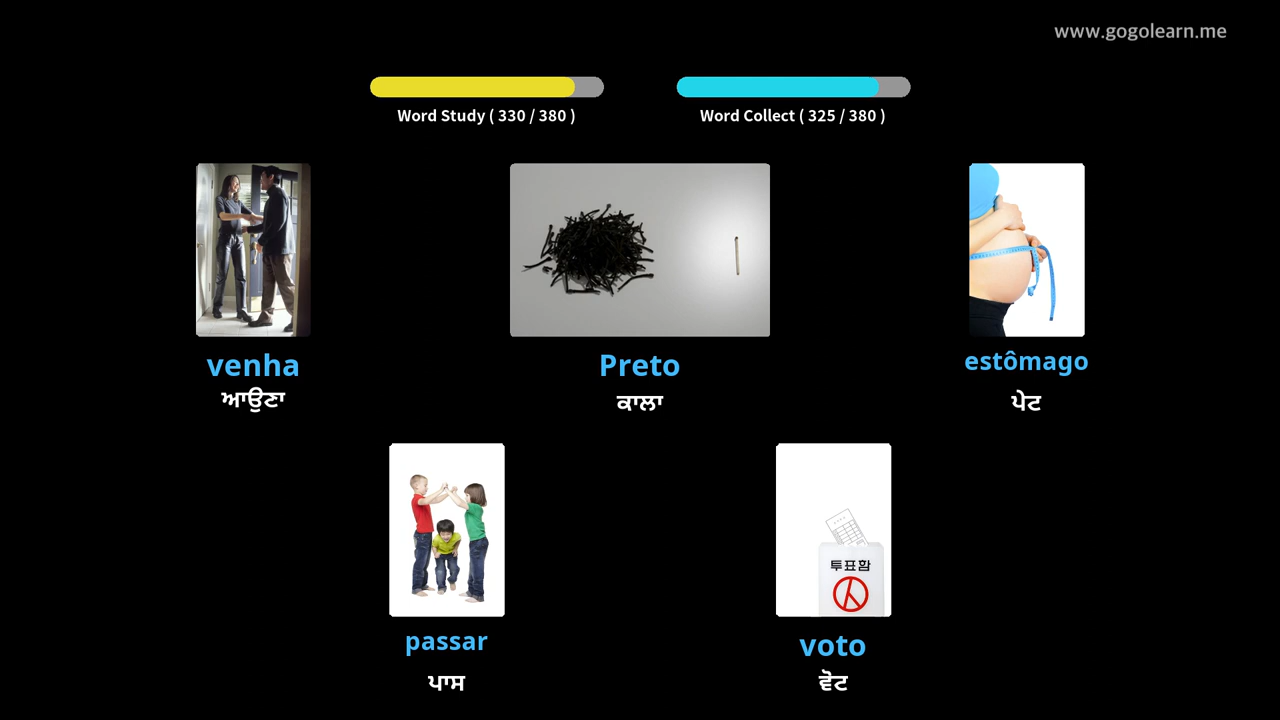 www.gogolearn.me
Word Study ( 330 / 380 )
Word Collect ( 325 / 380 )
venha
ਆਉਣਾ
Preto
ਕਾਲਾ
estômago
ਪੇਟ
투표함
passar
ਪਾਸ
voto
ਵੋਟ